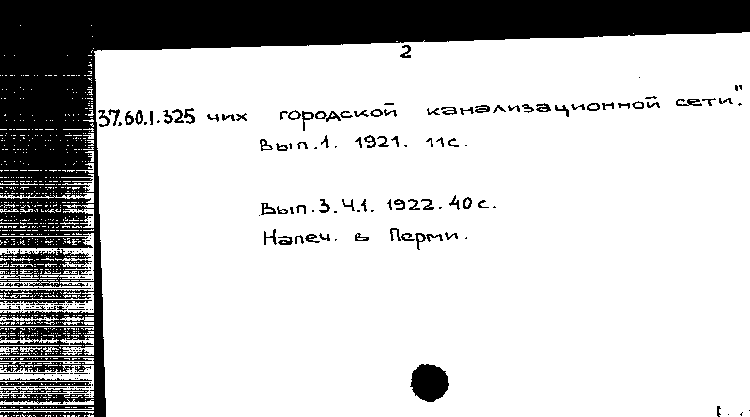 2
37.60.1.325 чих городской канализационной сети".
Вып.1. 1921. 11с.
Вып.3.Ч.1. 1922. 40с.
Напеч. в Перми.